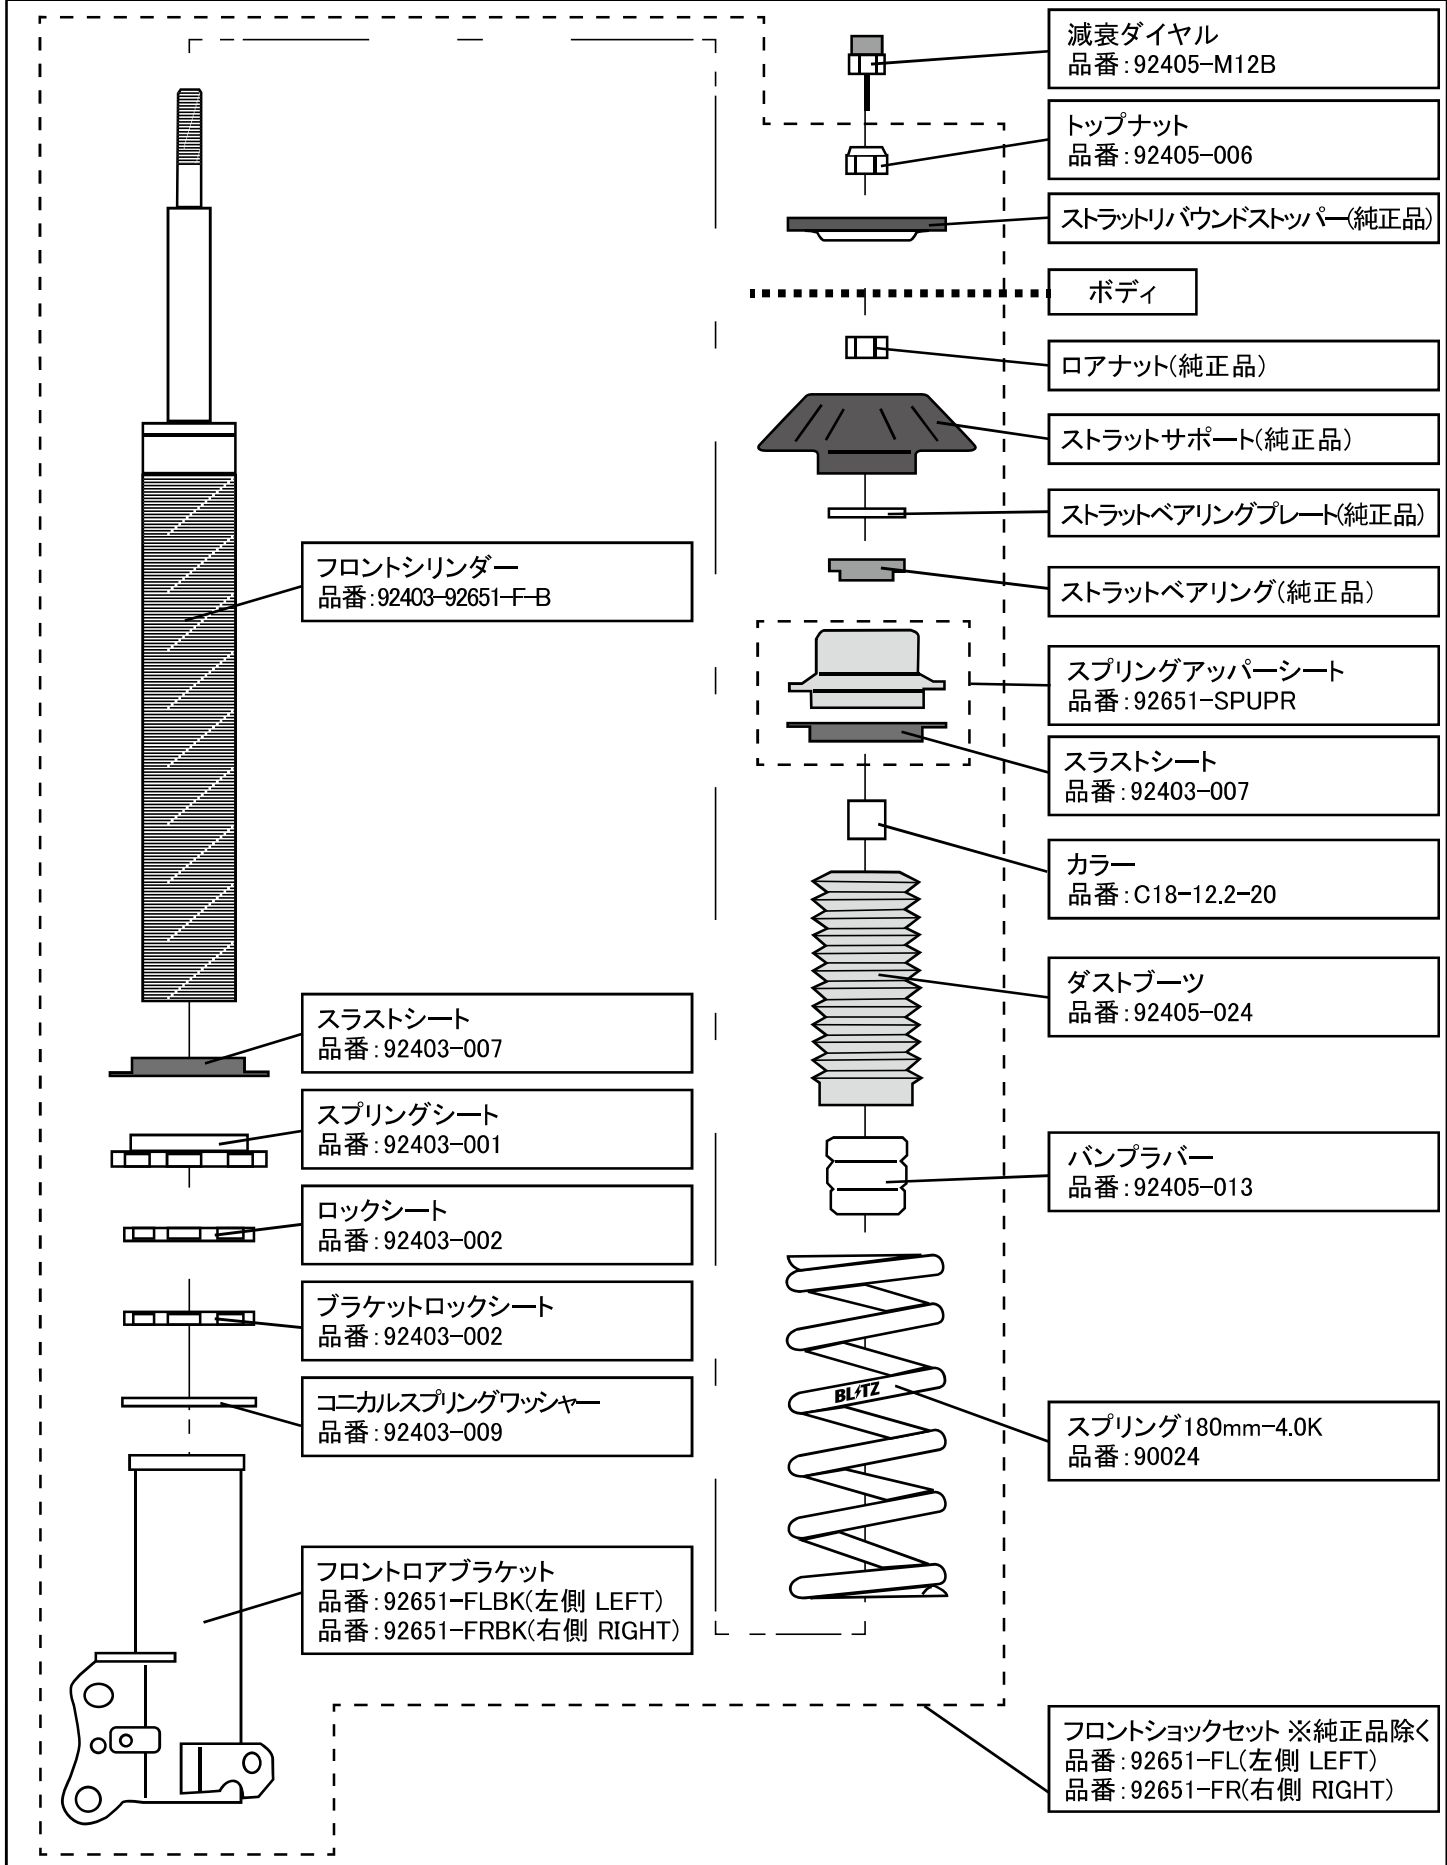 減衰ダイヤル
品番:92405-M12B
トップナット
品番:92405-006
ストラットリバウンドストッパー(純正品)
ボディ
ロアナット(純正品)
ストラットサポート(純正品)
ストラットベアリングプレート(純正品)
ストラットベアリング(純正品)
スプリングアッパーシート
品番:92651-SPUPR
スラストシート
品番:92403-007
カラー
品番:C18-12.2-20
ダストブーツ
品番:92405-024
バンプラバー
品番:92405-013
BLITZ
スプリング180mm-4.0K
品番:90024
フロントシリンダー
品番:92403-92651-F-B
スラストシート
品番:92403-007
スプリングシート
品番:92403-001
ロックシート
品番:92403-002
ブラケットロックシート
品番:92403-002
コニカルスプリングワッシャー
品番:92403-009
フロントロアブラケット
品番:92651-FLBK(左側 LEFT)
品番:92651-FRBK(右側 RIGHT)
フロントショックセット ※純正品除く
品番:92651-FL(左側 LEFT)
品番:92651-FR(右側 RIGHT)